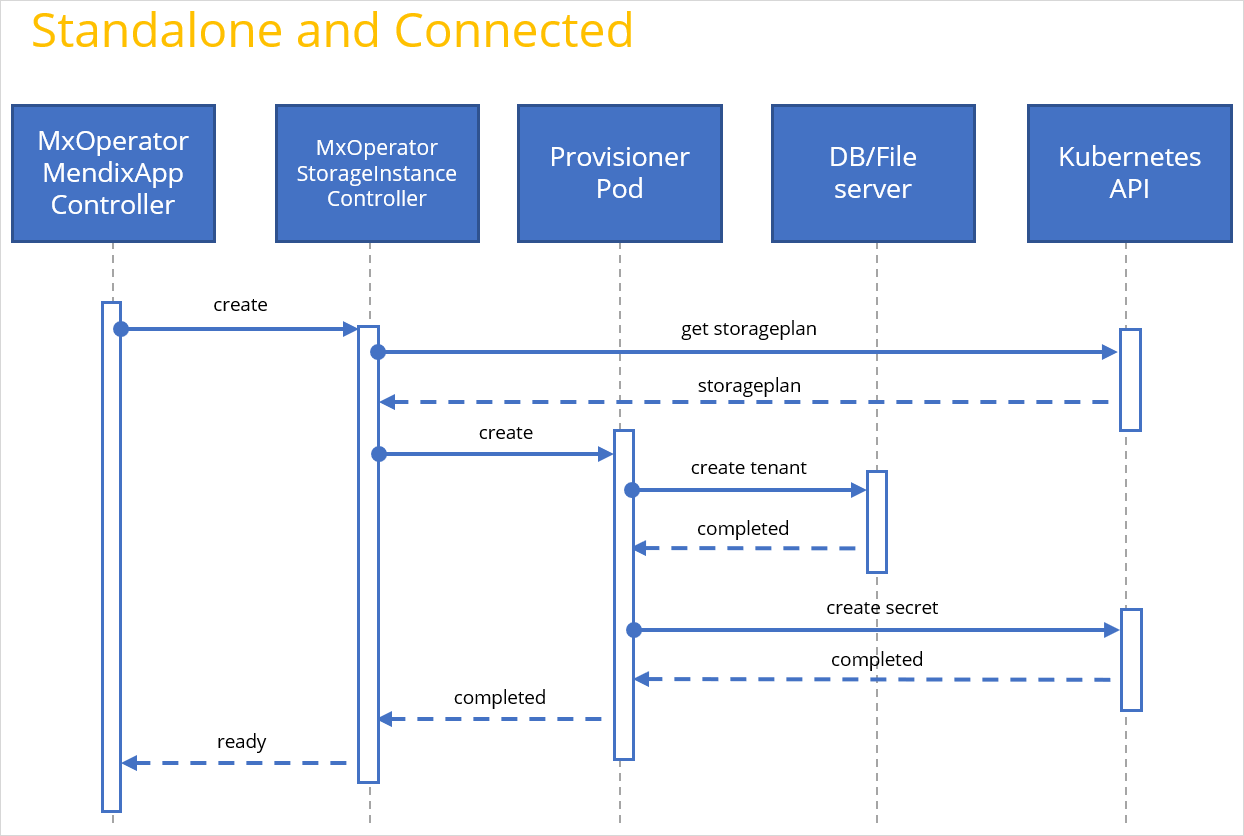 Standalone and Connected
MxOperator
MendixApp
Controller
MxOperator
StorageInstance
Controller
Provisioner
Pod
DB/File
server
Kubernetes
API
create
get storageplan
storageplan
create
create tenant
completed
create secret
completed
completed
ready